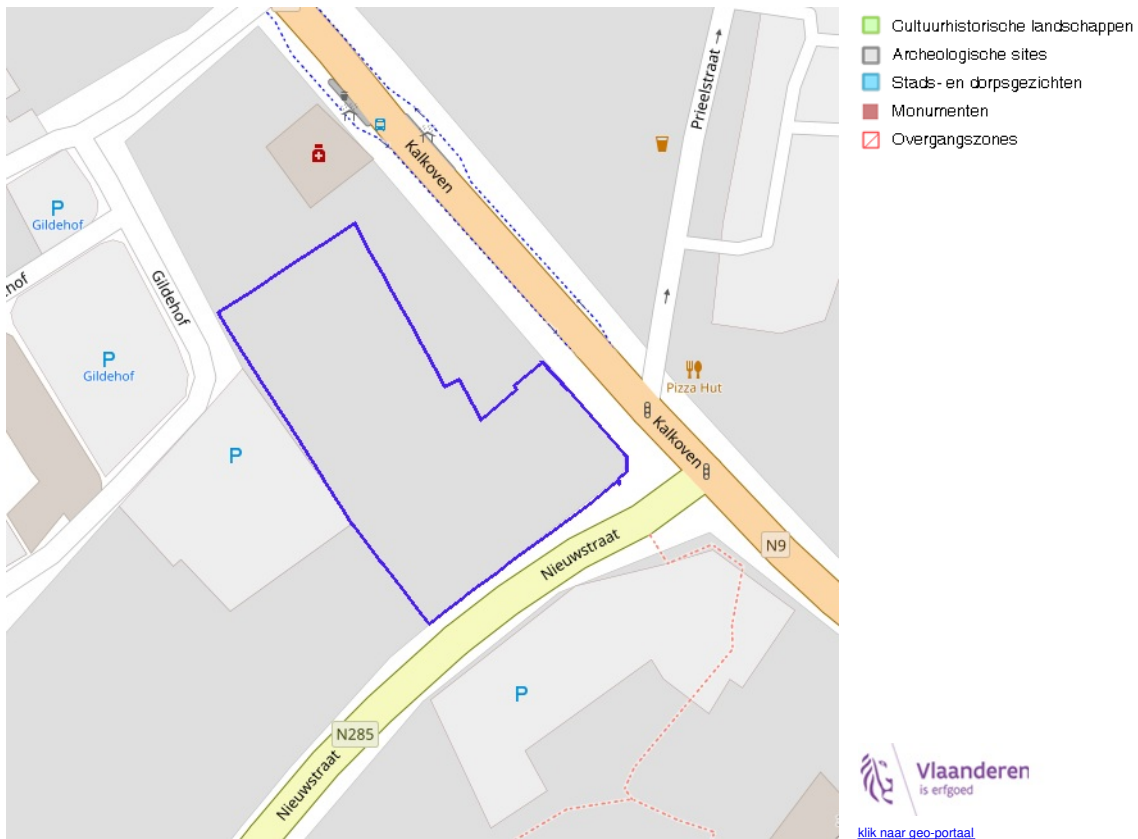 Cultuurhistorische landschappen
Archeologische sites
Stads- en dorpsgezichten
Monumenten
Overgangszones
Prieelstraat →
Kalkoven
P
Gildehof
hof
Gildehof
P
Gildehof
Pizza Hut
P
Kalkoven
Nieuwstraat
N9
P
N285
Nieuwstraat
Vlaanderen
is erfgoed
klik naar geo-portaal